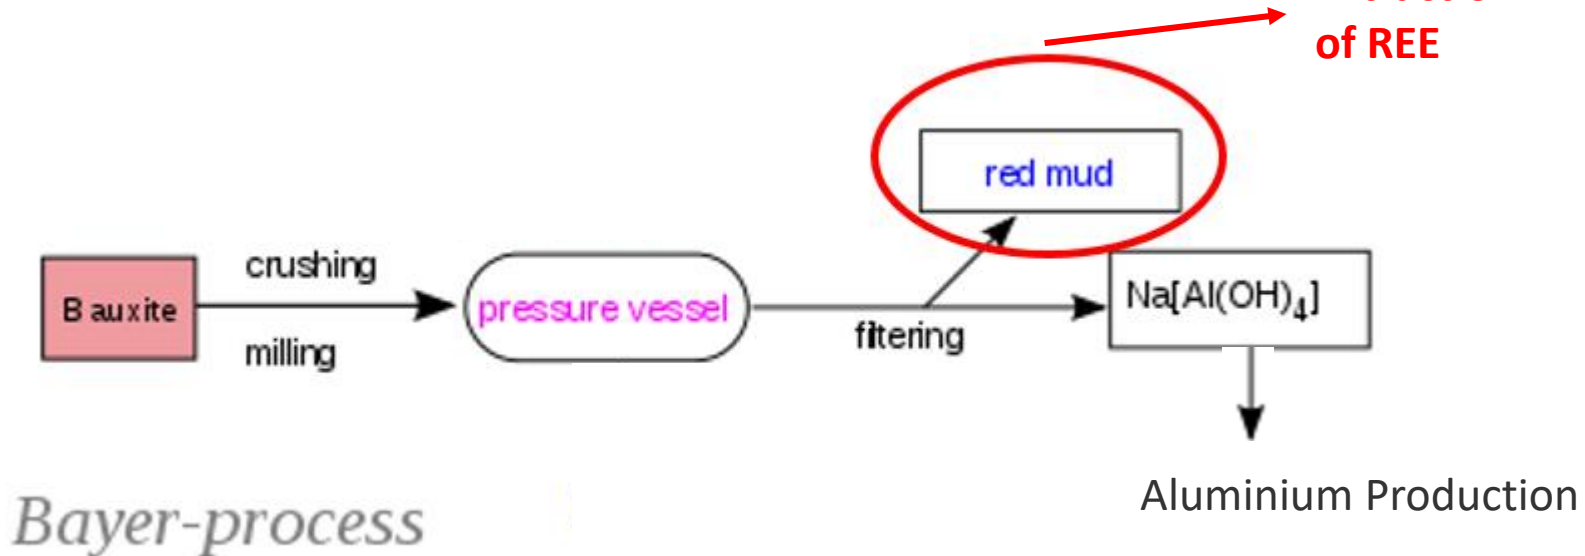 of REE
red mud
crushing
Bauxite
milling
pressure vessel
filtering
Na[Al(OH)₄]
Aluminium Production
Bayer-process